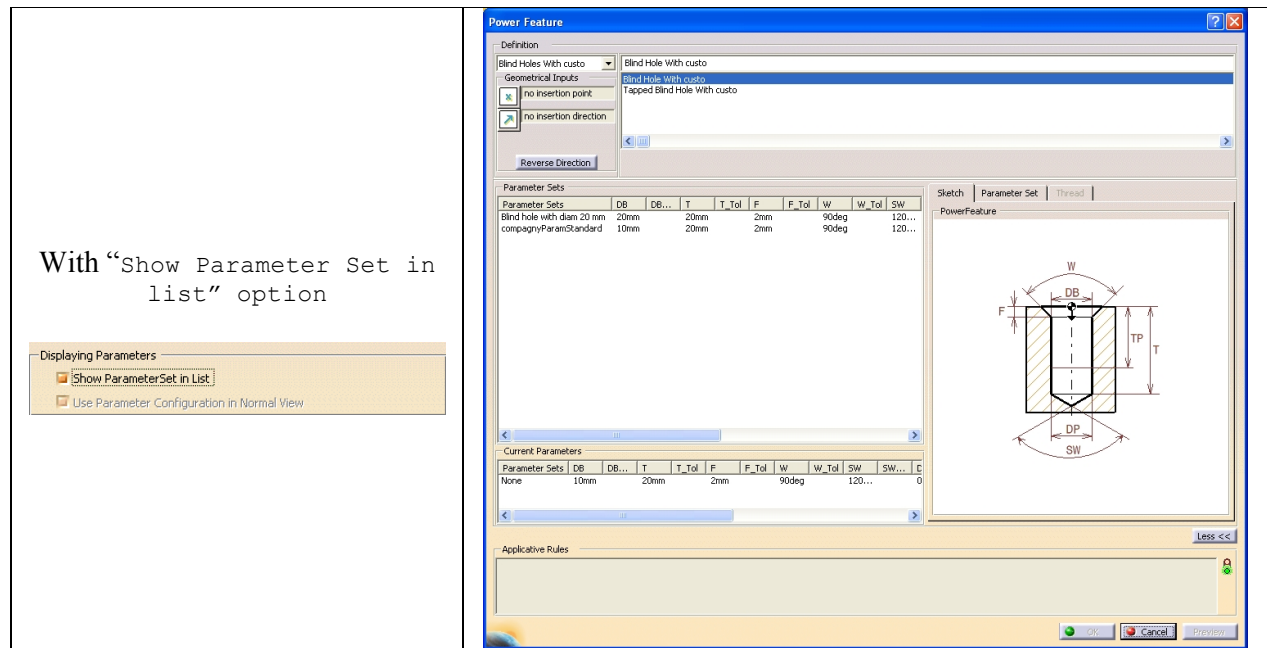 With “Show Parameter Set in
list” option
Displaying Parameters
Show ParameterSet in List
Use Parameter Configuration in Normal View
Power Feature
Definition
Blind Holes With custo
Blind Hole With custo
Geometrical Inputs
Blind Hole With custo
no insertion point
Tapped Blind Hole With custo
no insertion direction
Reverse Direction
Parameter Sets
Parameter Sets DB DB... T T_Tol F F_Tol W W_Tol SW
Blind hole with diam 20 mm 20mm 20mm 2mm 90deg 120...
compagnyParamStandard 10mm 20mm 2mm 90deg 120...
Sketch Parameter Set Thread
PowerFeature
W
DB
F
TP
T
DP
SW
Current Parameters
Parameter Sets DB DB... T T_Tol F F_Tol W W_Tol SW SW...
None 10mm 20mm 2mm 90deg 120... 0
Less <<
Applicative Rules
OK Cancel Preview